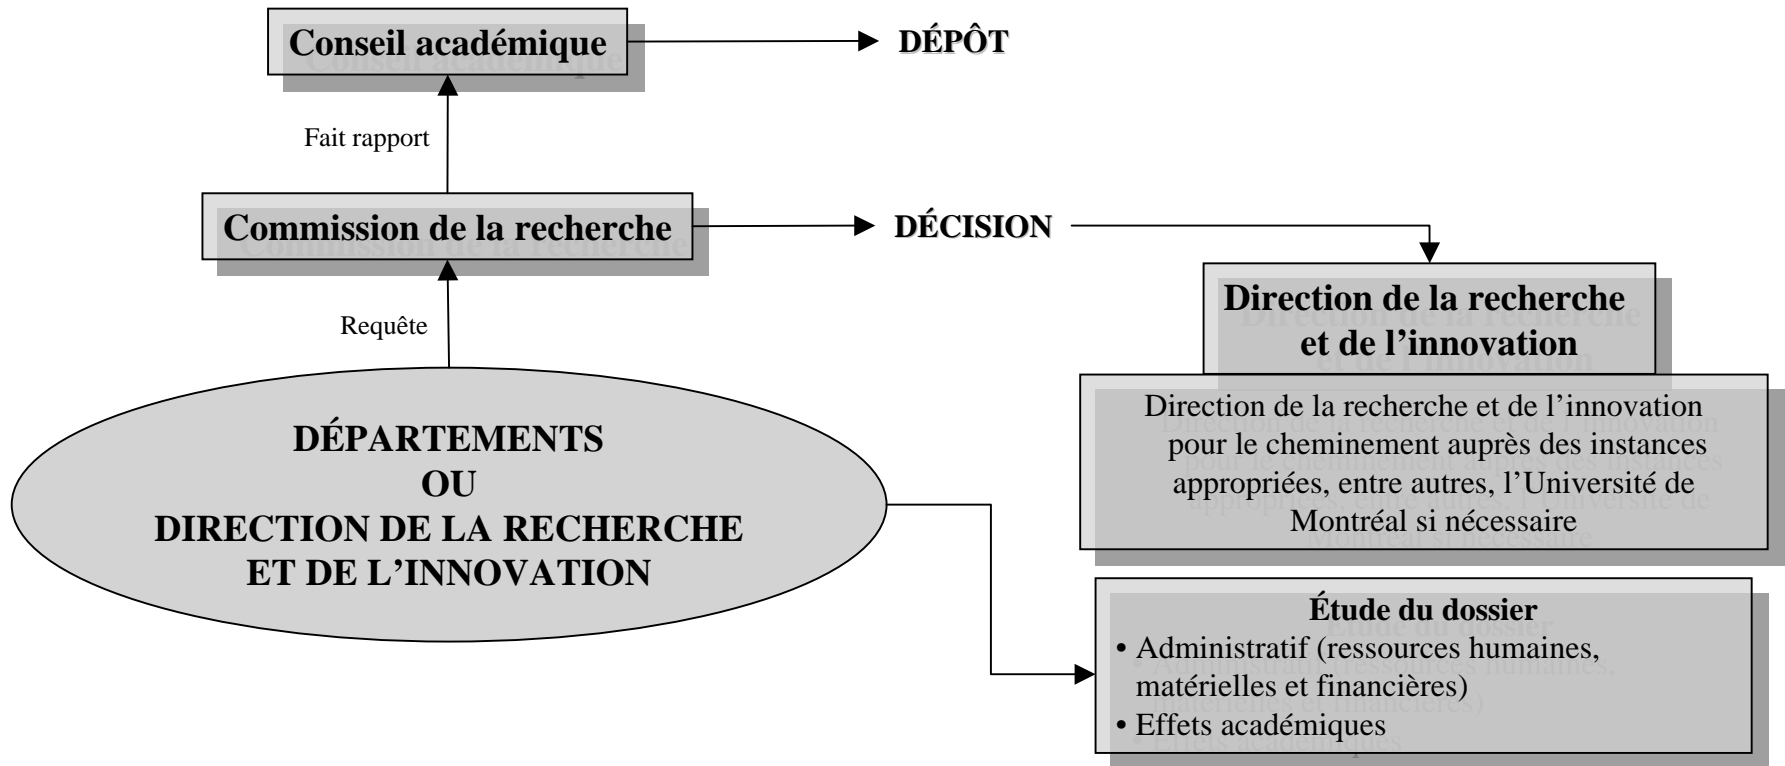 Conseil académique
DÉPÔT
Fait rapport
Commission de la recherche
DÉCISION
Requête
Direction de la recherche
et de l’innovation
Direction de la recherche et de l’innovation
pour le cheminement auprès des instances
appropriées, entre autres, l’Université de
Montréal si nécessaire
DÉPARTEMENTS
OU
DIRECTION DE LA RECHERCHE
ET DE L’INNOVATION
Étude du dossier
• Administratif (ressources humaines,
matérielles et financières)
• Effets académiques